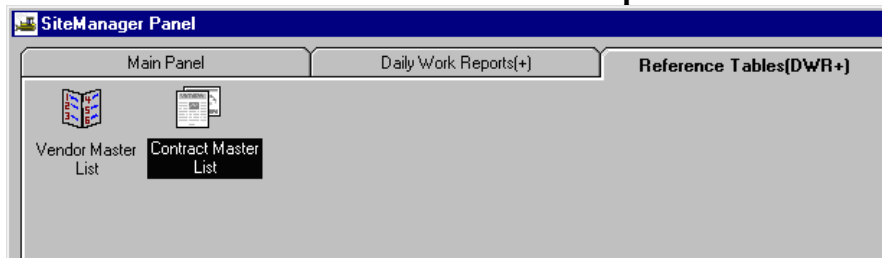 SiteManager Panel
Main Panel
Daily Work Reports(+)
Reference Tables(DWR+)
Vendor Master
List
Contract Master
List